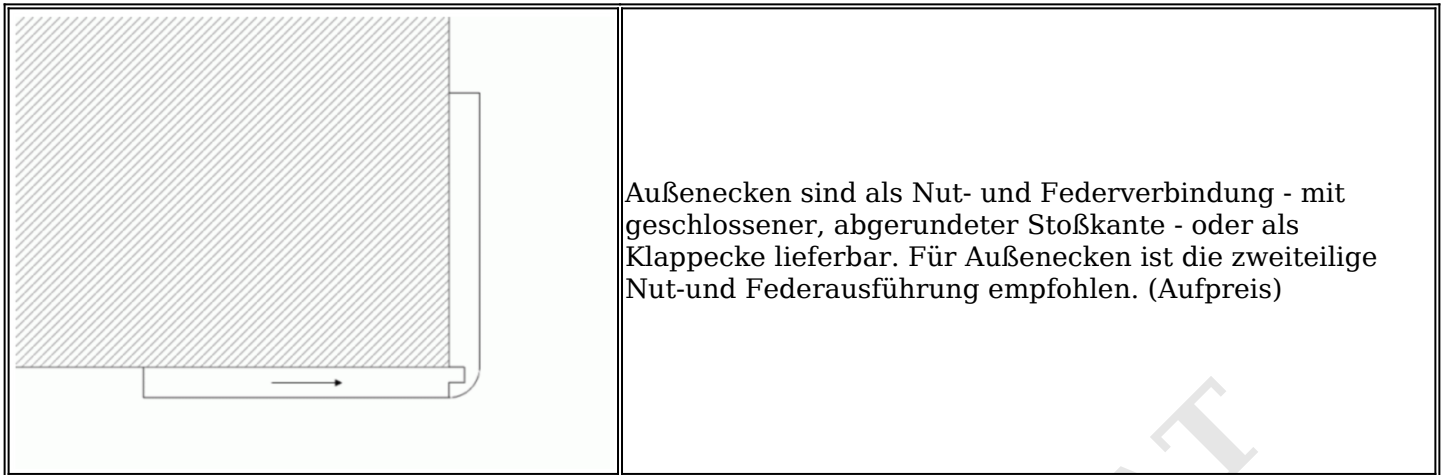 Außenecken sind als Nut- und Federverbindung - mit
geschlossener, abgerundeter Stoßkante - oder als
Klappecke lieferbar. Für Außenecken ist die zweiteilige
Nut-und Federausführung empfohlen. (Aufpreis)
T